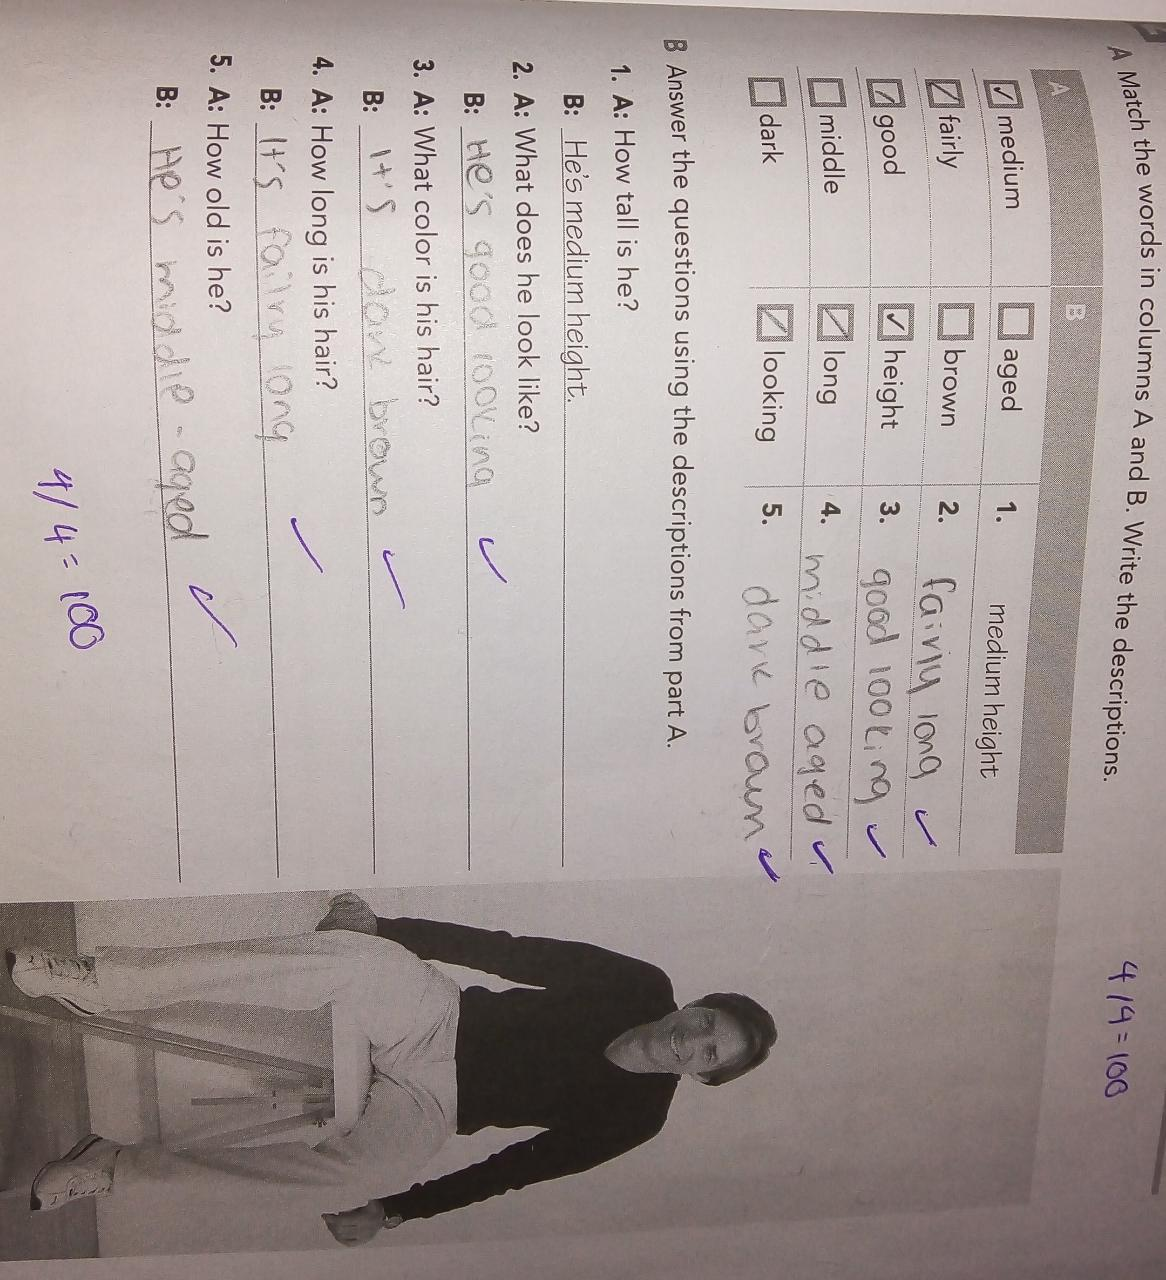 A Match the words in columns A and B. Write the descriptions.
4/4 = 100
A B
medium aged 1. medium height
fairly brown 2. fairly long
good height 3. good looking
middle long 4. middle aged
dark looking 5. dark brown
B Answer the questions using the descriptions from part A.
1. A: How tall is he?
B: He's medium height.
2. A: What does he look like?
B: He's good looking
3. A: What color is his hair?
B: It's dark brown
4. A: How long is his hair?
B: It's fairly long
5. A: How old is he?
B: He's middle-aged
4/4 = 100